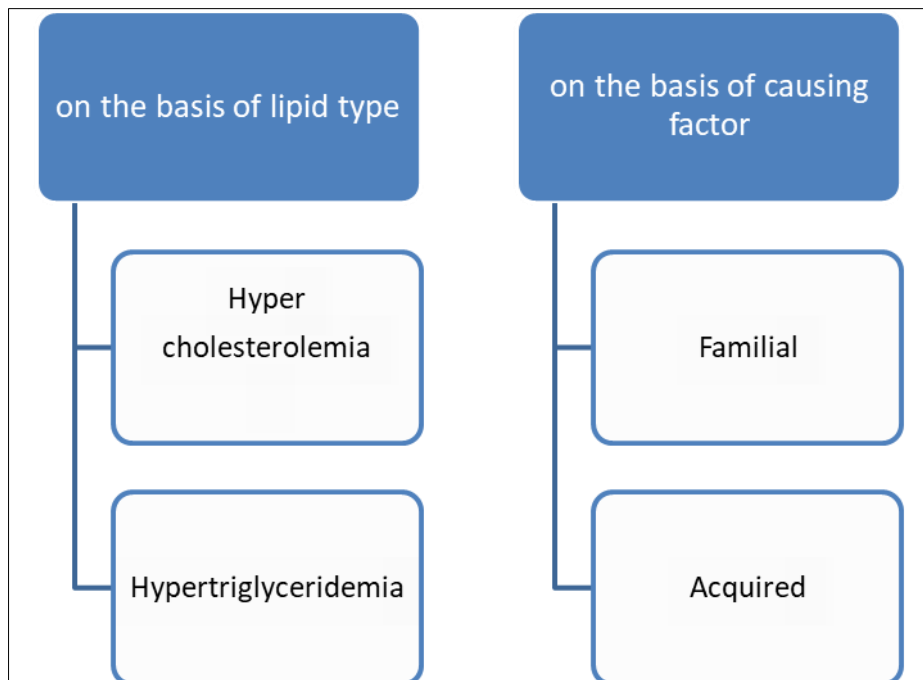 on the basis of lipid type
Hyper
cholesterolemia
Hypertriglyceridemia
on the basis of causing
factor
Familial
Acquired